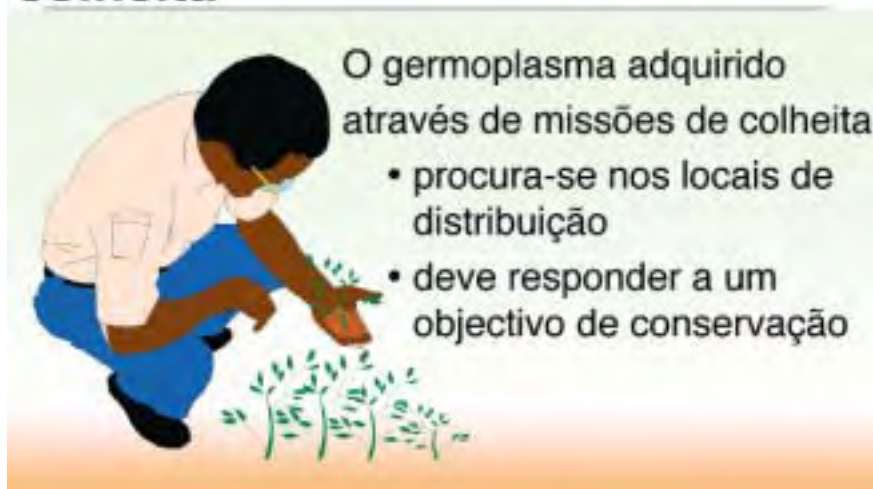 O germoplasma adquirido
através de missões de colheita
• procura-se nos locais de
distribuição
• deve responder a um
objectivo de conservação